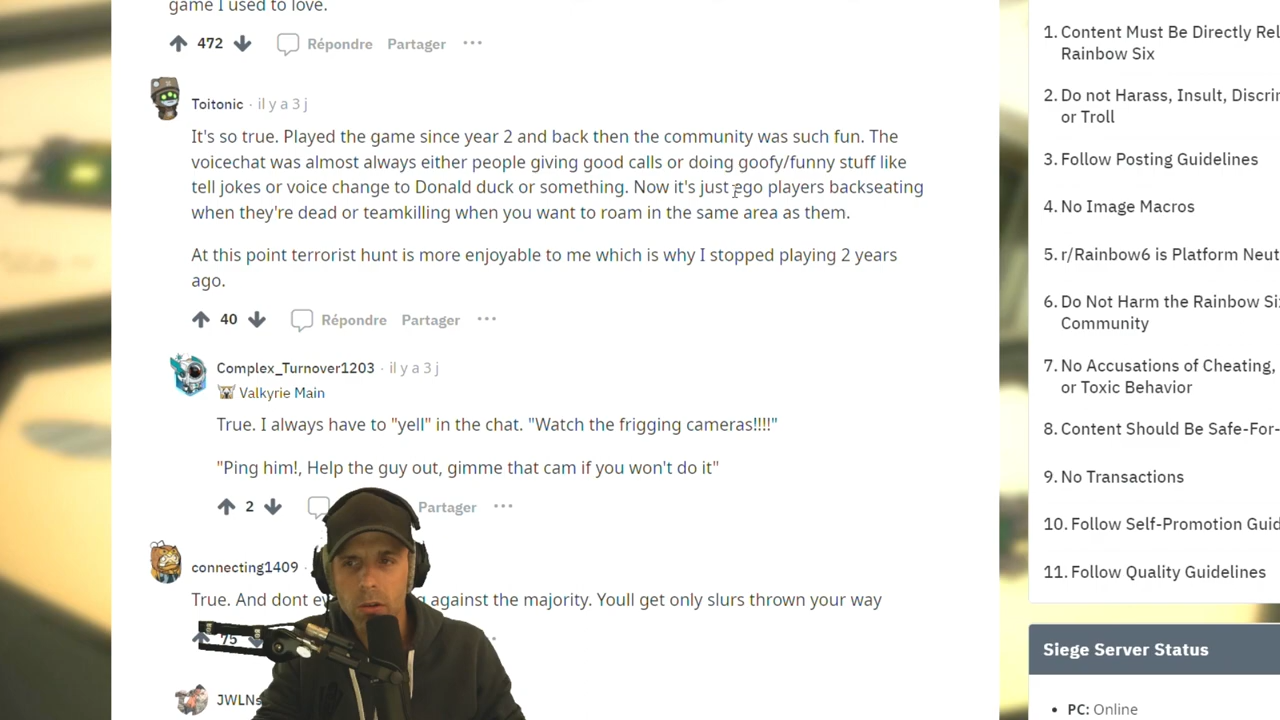 game I used to love.
472 Répondre Partager
Toitonic · il y a 3 j
It's so true. Played the game since year 2 and back then the community was such fun. The
voicechat was almost always either people giving good calls or doing goofy/funny stuff like
tell jokes or voice change to Donald duck or something. Now it's just ego players backseating
when they're dead or teamkilling when you want to roam in the same area as them.
At this point terrorist hunt is more enjoyable to me which is why I stopped playing 2 years
ago.
40 Répondre Partager
Complex_Turnover1203 · il y a 3 j
Valkyrie Main
True. I always have to "yell" in the chat. "Watch the frigging cameras!!!!"
"Ping him!, Help the guy out, gimme that cam if you won't do it"
2 Partager
connecting1409 ·
True. And dont against the majority. Youll get only slurs thrown your way
75
1. Content Must Be Directly Rel
Rainbow Six
2. Do not Harass, Insult, Discrir
or Troll
3. Follow Posting Guidelines
4. No Image Macros
5. r/Rainbow6 is Platform Neut
6. Do Not Harm the Rainbow Si
Community
7. No Accusations of Cheating,
or Toxic Behavior
8. Content Should Be Safe-For-
9. No Transactions
10. Follow Self-Promotion Guid
11. Follow Quality Guidelines
Siege Server Status
• PC: Online